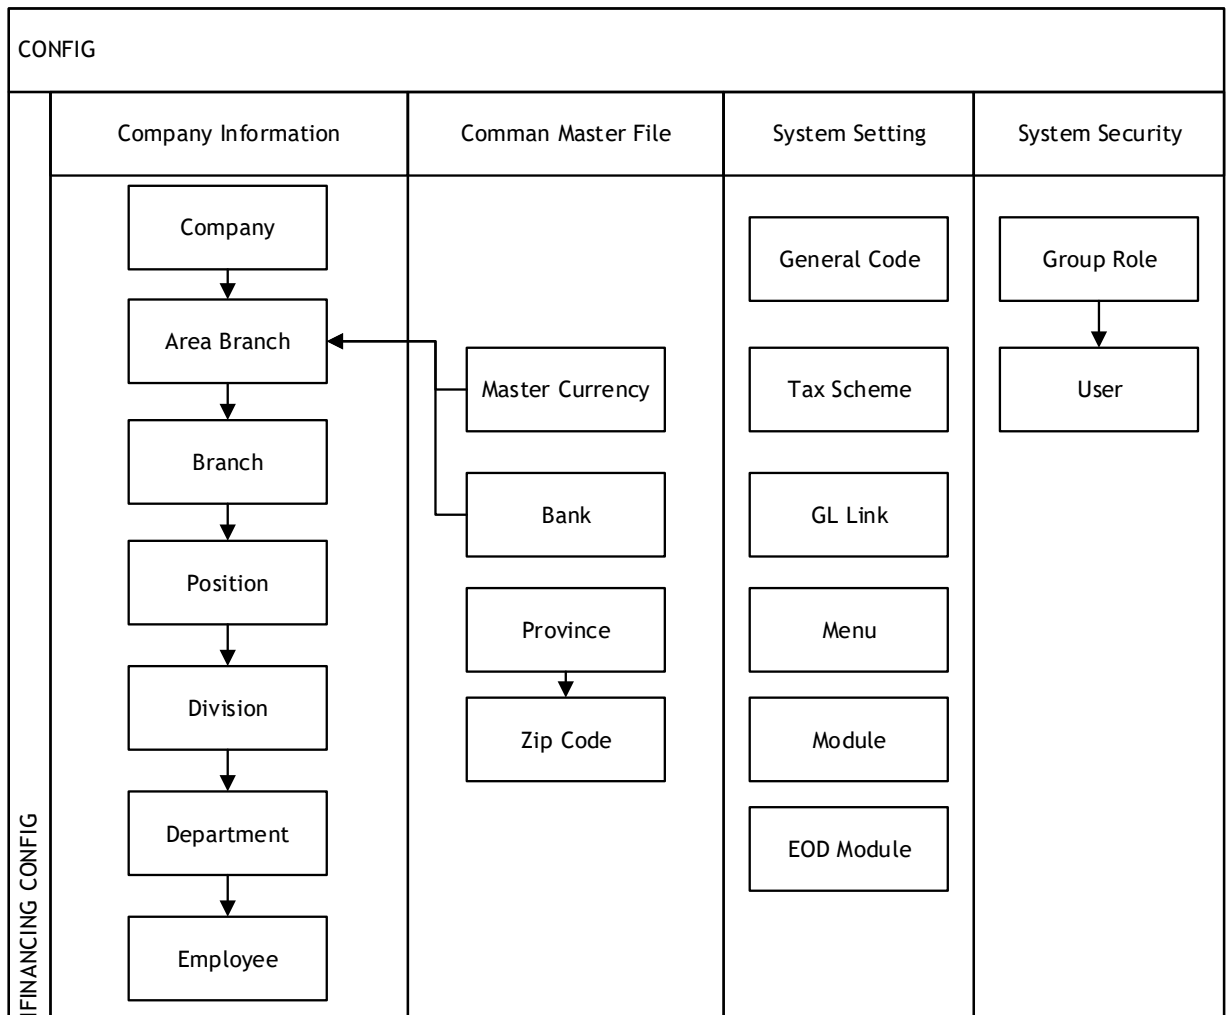 CONFIG
Company Information
Comman Master File
System Setting
System Security
Company
Area Branch
Branch
Position
Division
Department
Employee
Master Currency
Bank
Province
Zip Code
General Code
Tax Scheme
GL Link
Menu
Module
EOD Module
Group Role
User
IFINANCING CONFIG